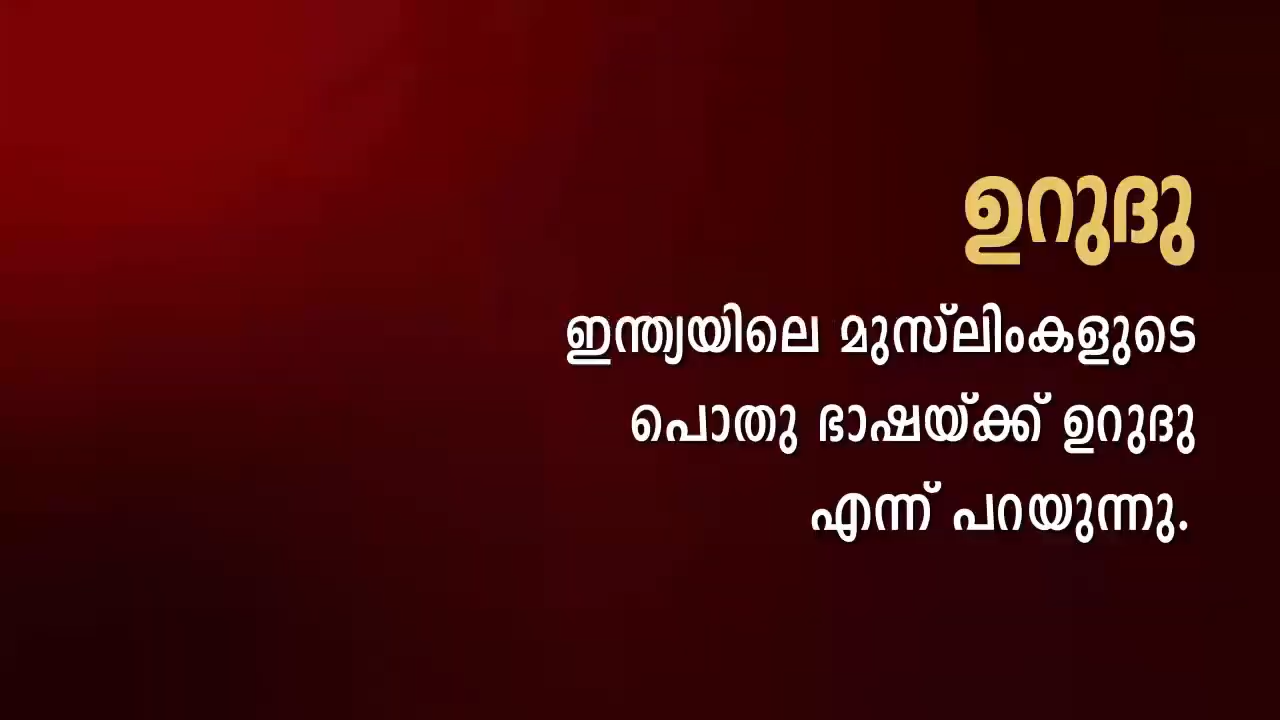 ഉറുദു
ഇന്ത്യയിലെ മുസ്‌ലിംകളുടെ
പൊതു ഭാഷയ്ക്ക് ഉറുദു
എന്ന് പറയുന്നു.